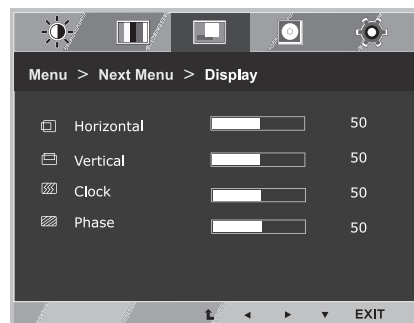 Menu > Next Menu > Display
Horizontal 50
Vertical 50
Clock 50
Phase 50
EXIT